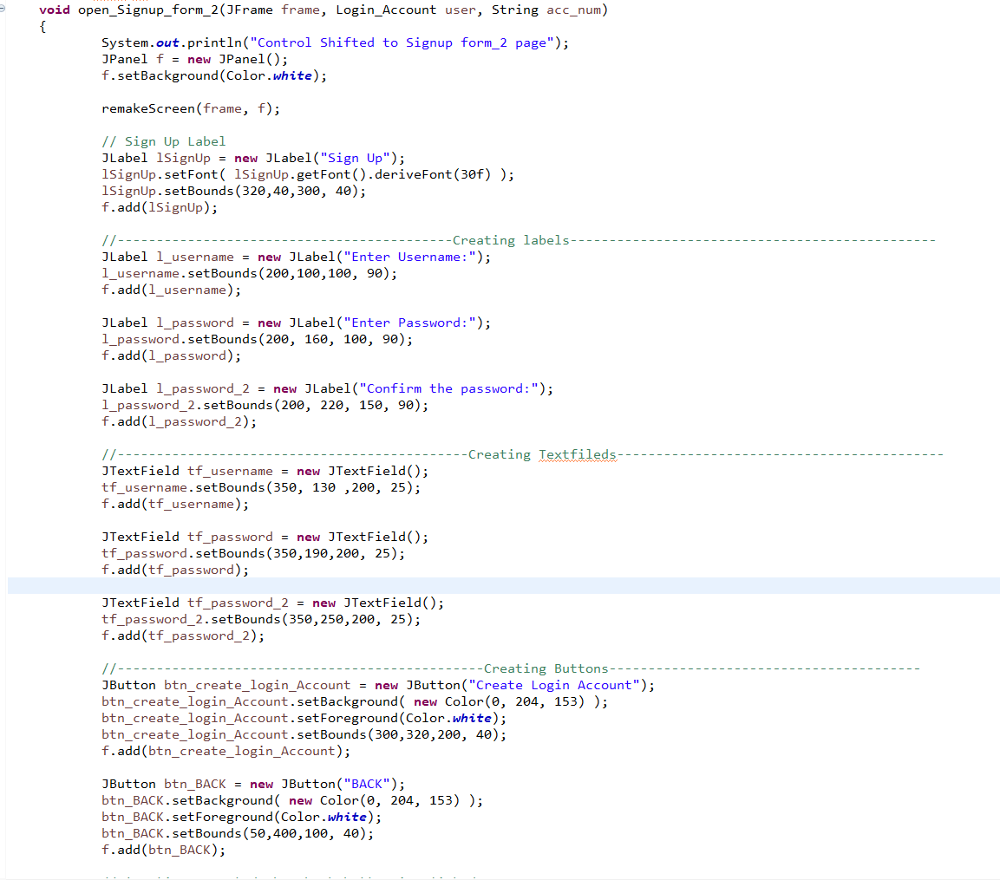 void open_Signup_form_2(JFrame frame, Login_Account user, String acc_num)
{
System.out.println("Control Shifted to Signup form_2 page");
JPanel f = new JPanel();
f.setBackground(Color.white);
remakeScreen(frame, f);
// Sign Up Label
JLabel lSignUp = new JLabel("Sign Up");
lSignUp.setFont( lSignUp.getFont().deriveFont(30f) );
lSignUp.setBounds(320,40,300, 40);
f.add(lSignUp);
//-------------------------------------------Creating labels-----------------------------------------------
JLabel l_username = new JLabel("Enter Username:");
l_username.setBounds(200,100,100, 90);
f.add(l_username);
JLabel l_password = new JLabel("Enter Password:");
l_password.setBounds(200, 160, 100, 90);
f.add(l_password);
JLabel l_password_2 = new JLabel("Confirm the password:");
l_password_2.setBounds(200, 220, 150, 90);
f.add(l_password_2);
//---------------------------------------------Creating Textfileds------------------------------------------
JTextField tf_username = new JTextField();
tf_username.setBounds(350, 130 ,200, 25);
f.add(tf_username);
JTextField tf_password = new JTextField();
tf_password.setBounds(350,190,200, 25);
f.add(tf_password);
JTextField tf_password_2 = new JTextField();
tf_password_2.setBounds(350,250,200, 25);
f.add(tf_password_2);
//-----------------------------------------------Creating Buttons----------------------------------------
JButton btn_create_login_Account = new JButton("Create Login Account");
btn_create_login_Account.setBackground( new Color(0, 204, 153) );
btn_create_login_Account.setForeground(Color.white);
btn_create_login_Account.setBounds(300,320,200, 40);
f.add(btn_create_login_Account);
JButton btn_BACK = new JButton("BACK");
btn_BACK.setBackground( new Color(0, 204, 153) );
btn_BACK.setForeground(Color.white);
btn_BACK.setBounds(50,400,100, 40);
f.add(btn_BACK);